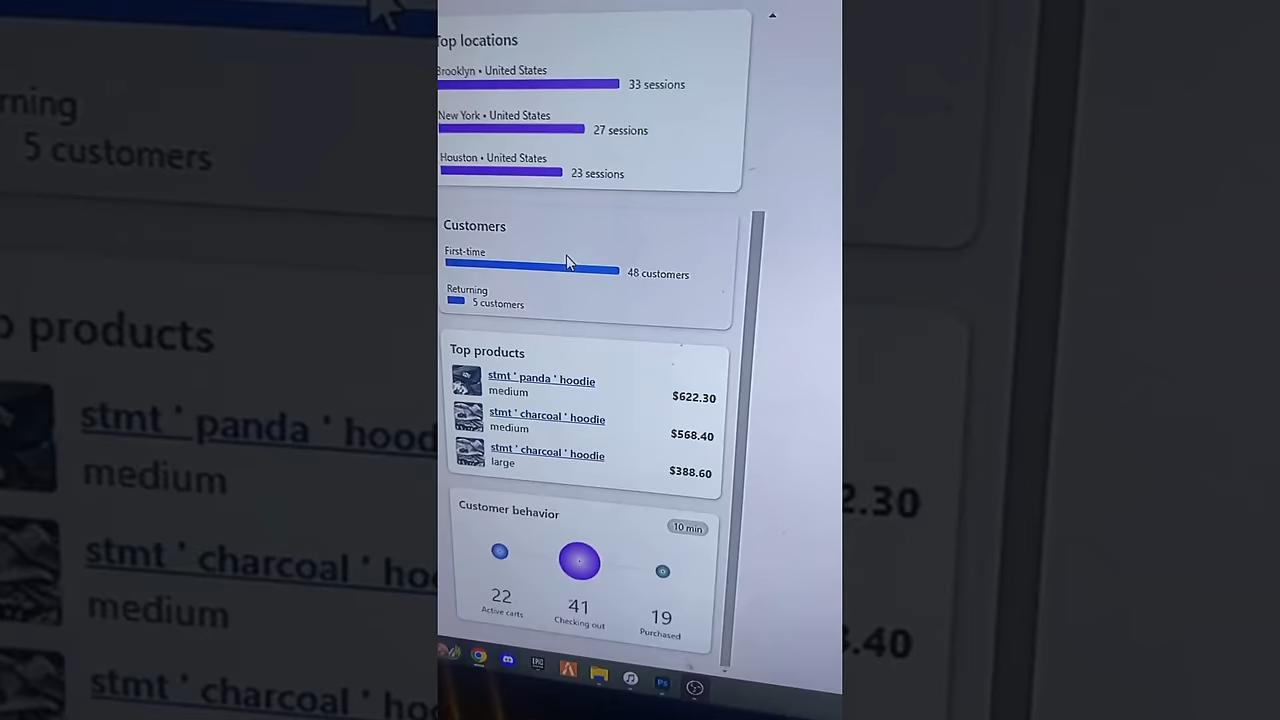 Top locations
Brooklyn • United States
33 sessions
New York • United States
27 sessions
Houston • United States
23 sessions
Customers
First-time
48 customers
Returning
5 customers
Top products
stmt ' panda ' hoodie
medium
$622.30
stmt ' charcoal ' hoodie
medium
$568.40
stmt ' charcoal ' hoodie
large
$388.60
Customer behavior
10 min
22
Active carts
41
Checking out
19
Purchased
EPIC
Ps
rning
5 customers
p products
stmt ' panda ' hood
medium
2.30
stmt ' charcoal ' ho
medium
.40
stmt ' charcoal ' ho